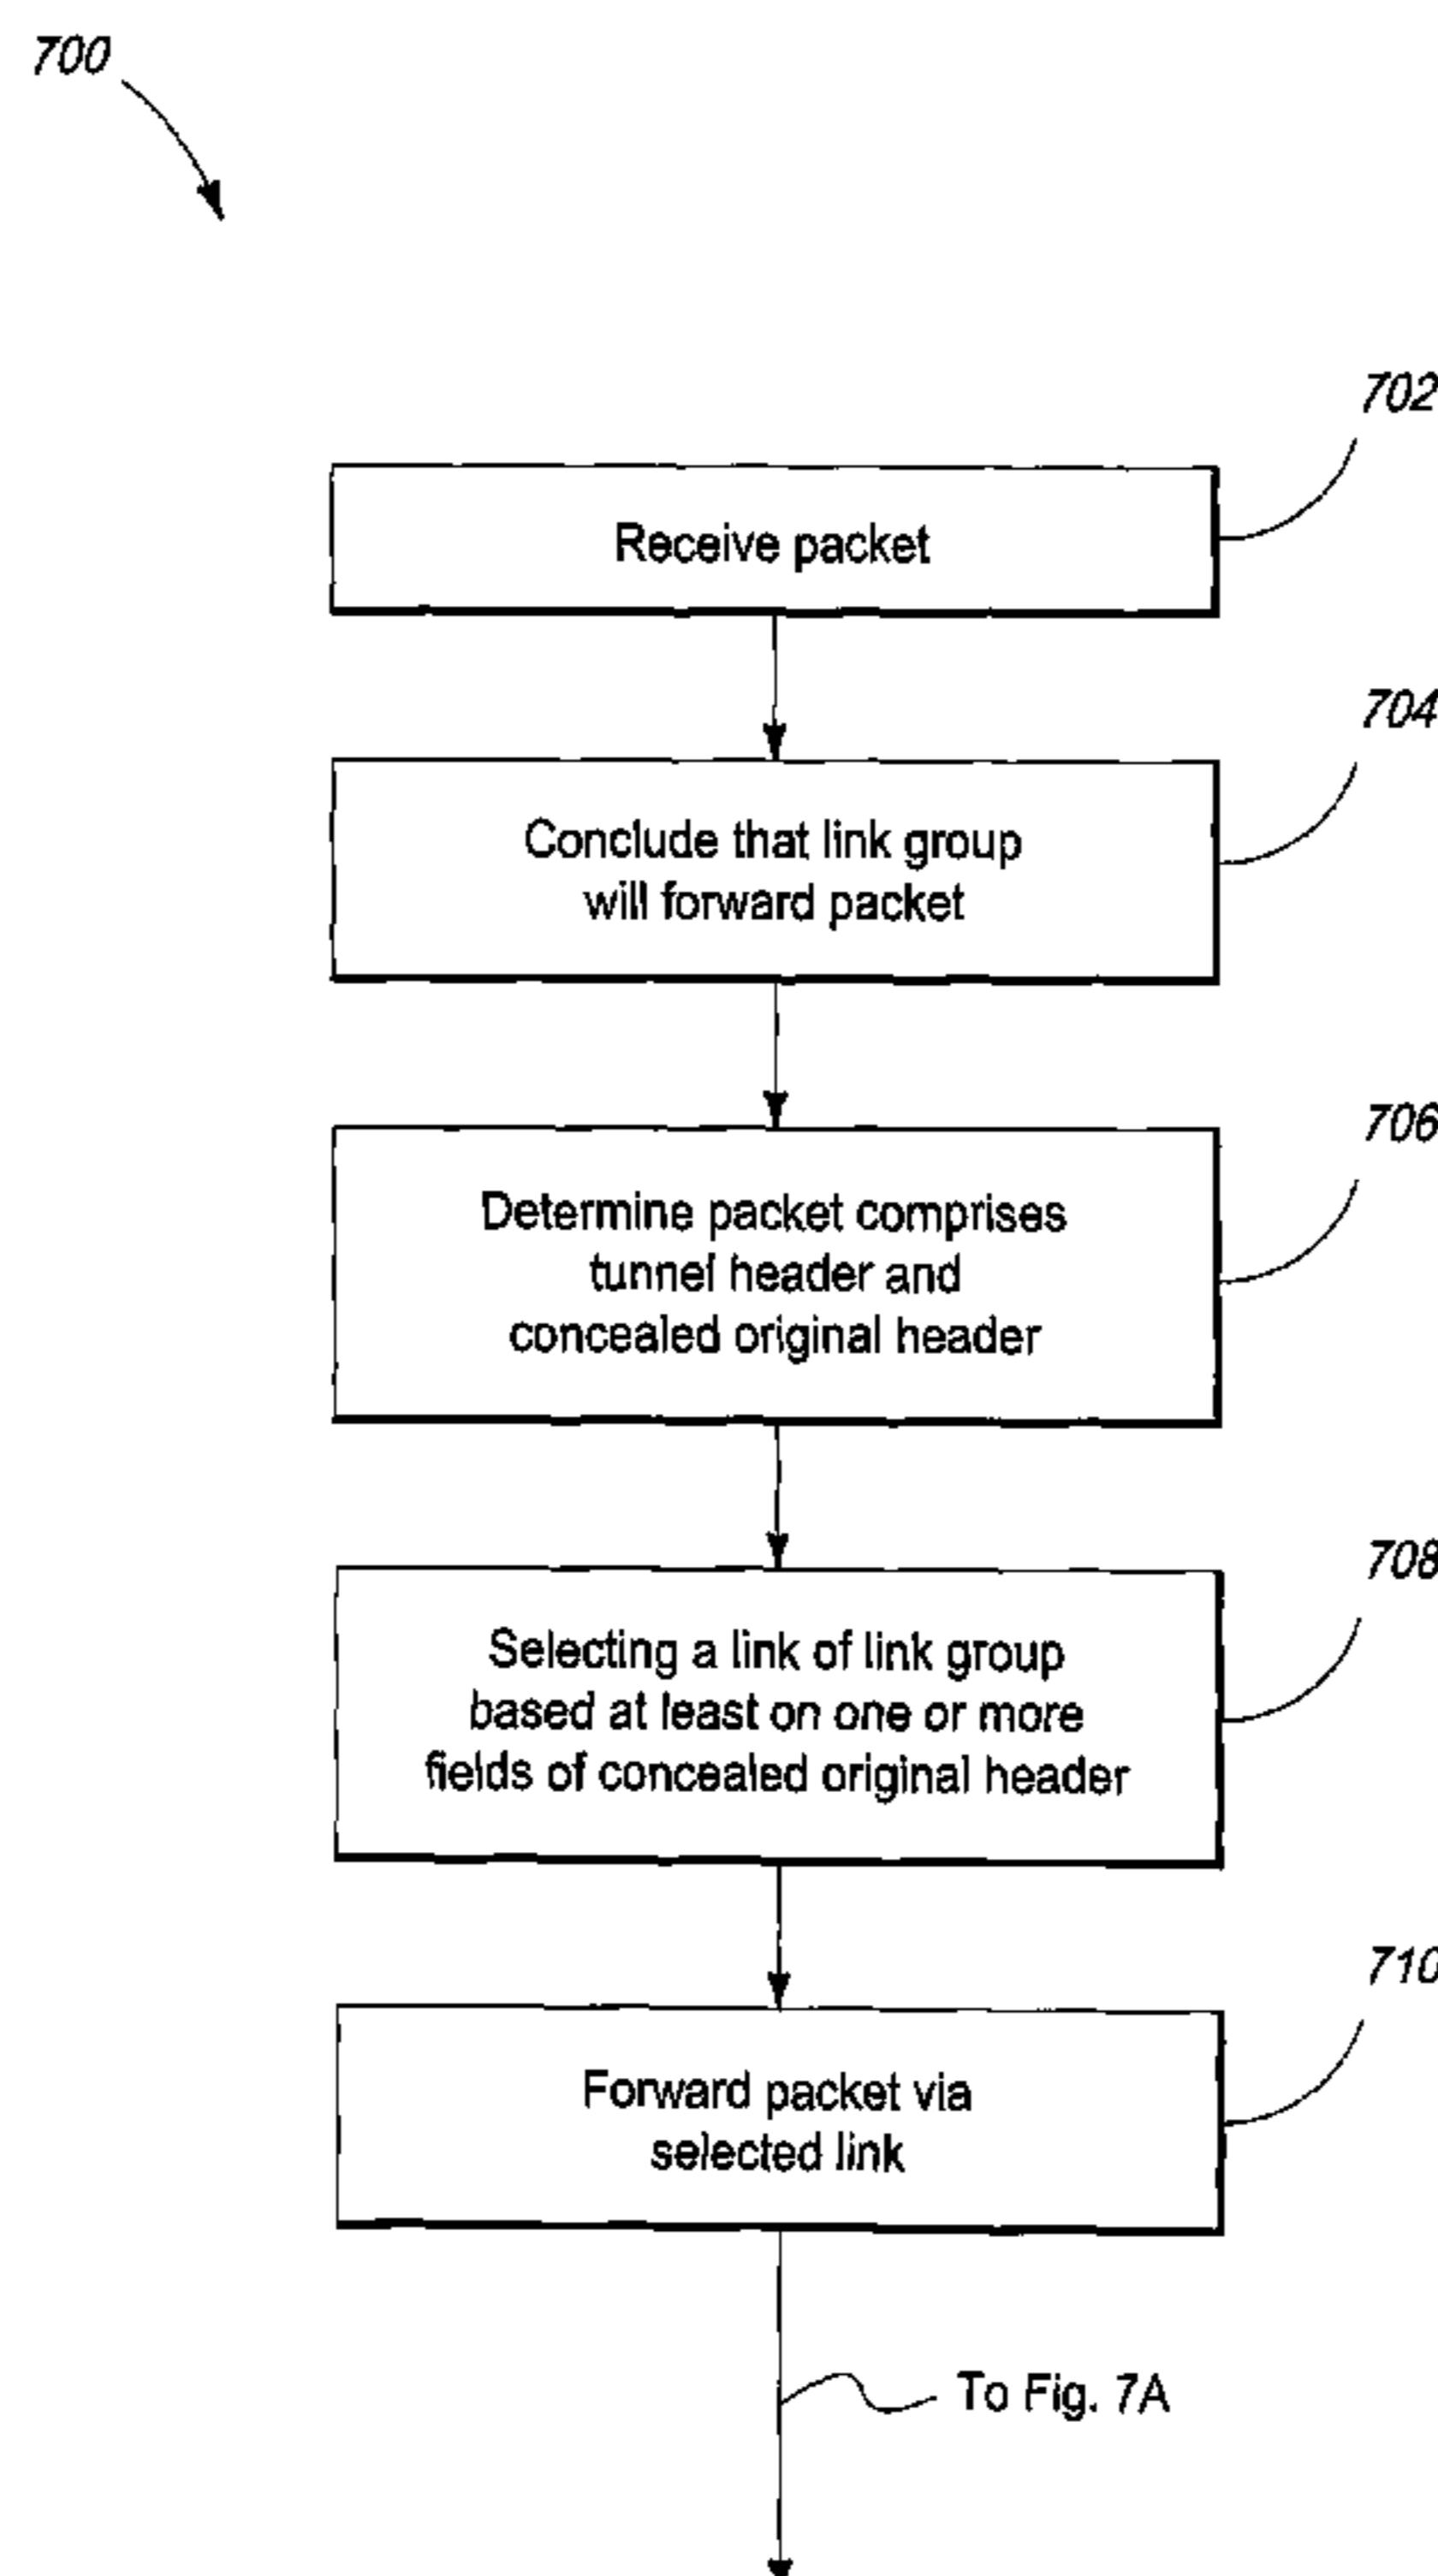 700
702
Receive packet
704
Conclude that link group
will forward packet
706
Determine packet comprises
tunnel header and
concealed original header
708
Selecting a link of link group
based at least on one or more
fields of concealed original header
710
Forward packet via
selected link
To Fig. 7A